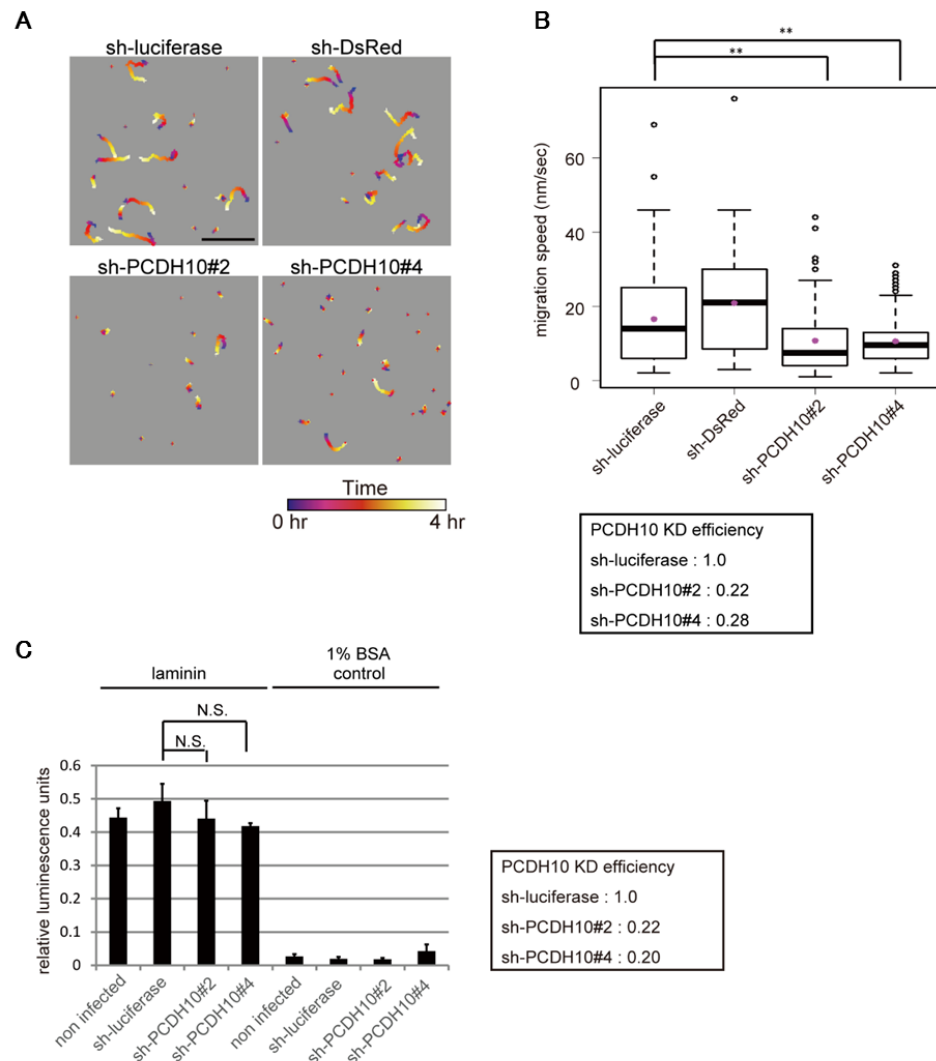 A
sh-luciferase
sh-DsRed
sh-PCDH10#2
sh-PCDH10#4
Time
0 hr
4 hr
B
**
**
migration speed (nm/sec)
60
40
20
0
sh-luciferase
sh-DsRed
sh-PCDH10#2
sh-PCDH10#4
PCDH10 KD efficiency
sh-luciferase : 1.0
sh-PCDH10#2 : 0.22
sh-PCDH10#4 : 0.28
C
laminin
1% BSA
control
N.S.
N.S.
relative luminescence units
0.6
0.5
0.4
0.3
0.2
0.1
0
non infected
sh-luciferase
sh-PCDH10#2
sh-PCDH10#4
non infected
sh-luciferase
sh-PCDH10#2
sh-PCDH10#4
PCDH10 KD efficiency
sh-luciferase : 1.0
sh-PCDH10#2 : 0.22
sh-PCDH10#4 : 0.20